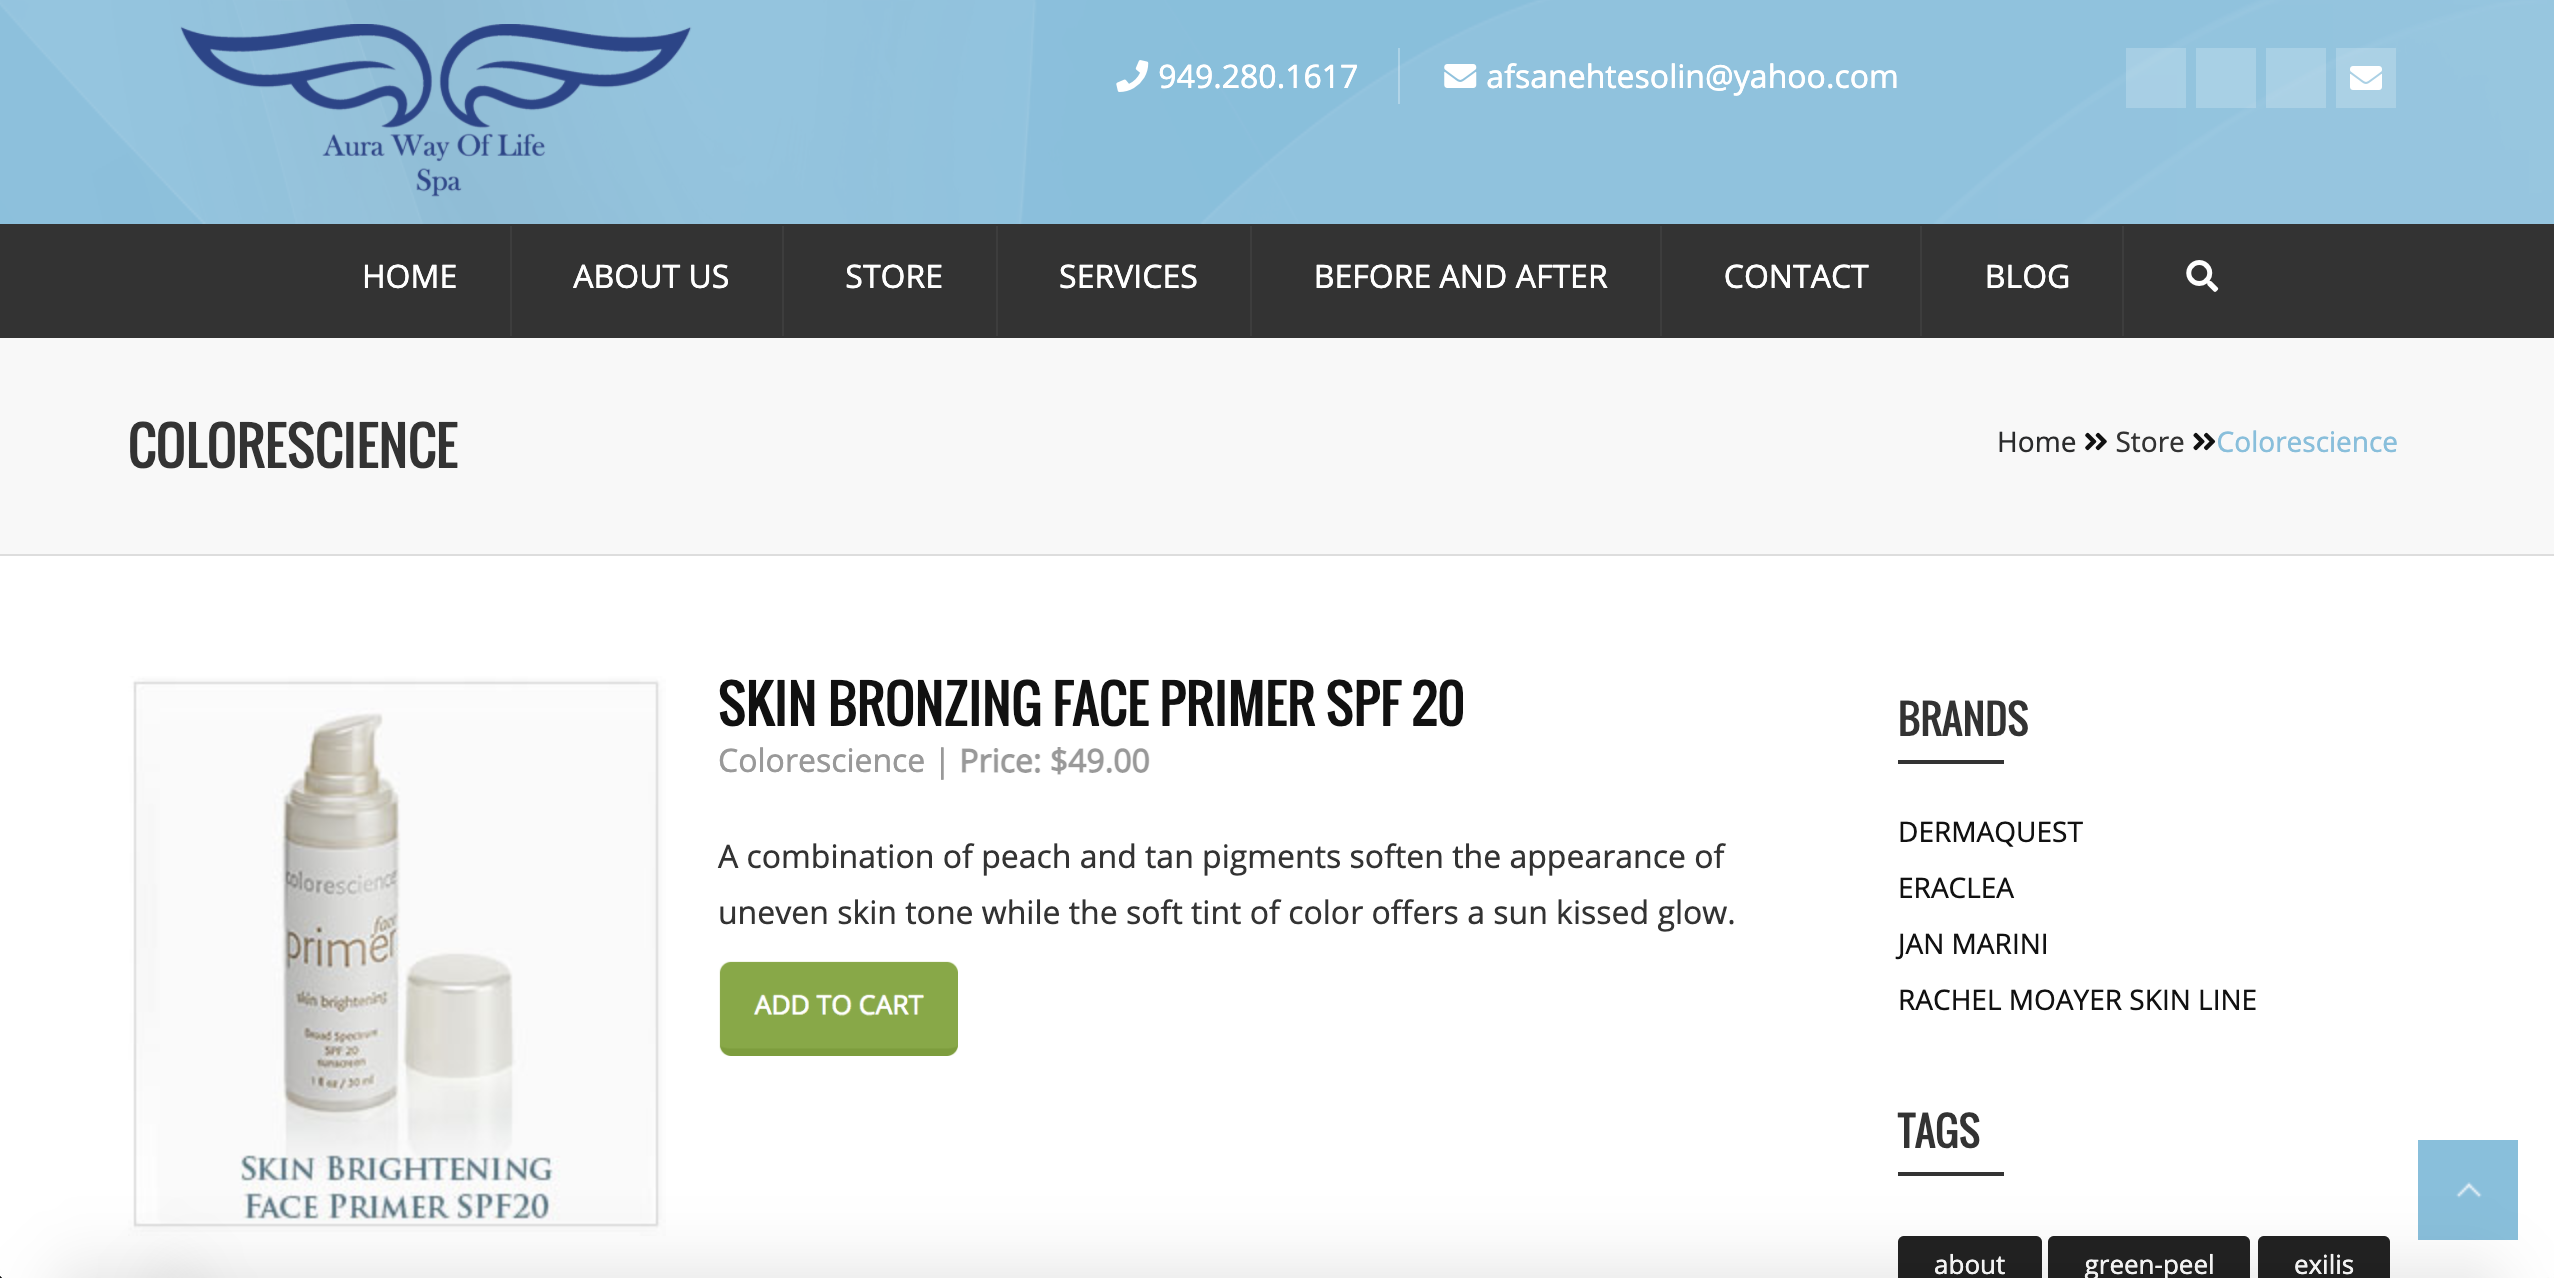 Aura Way Of Life
Spa
949.280.1617
afsanehtesolin@yahoo.com
HOME
ABOUT US
STORE
SERVICES
BEFORE AND AFTER
CONTACT
BLOG
COLORESCIENCE
Home » Store »Colorescience
colorescience
face
primer
skin brightening
Broad Spectrum
SPF 20
sunscreen
1 fl oz / 30 ml
SKIN BRIGHTENING
FACE PRIMER SPF20
SKIN BRONZING FACE PRIMER SPF 20
Colorescience | Price: $49.00
A combination of peach and tan pigments soften the appearance of
uneven skin tone while the soft tint of color offers a sun kissed glow.
ADD TO CART
BRANDS
DERMAQUEST
ERACLEA
JAN MARINI
RACHEL MOAYER SKIN LINE
TAGS
about
green-peel
exilis